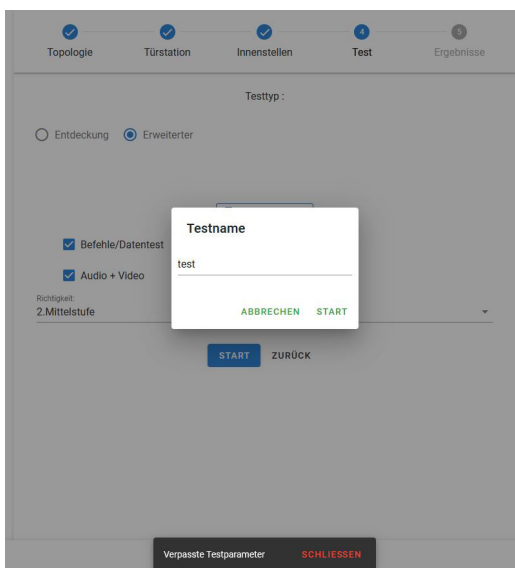 4
5
Topologie
Türstation
Innenstellen
Test
Ergebnisse
Testtyp :
Entdeckung
Erweiterter
Testname
Befehle/Datentest
test
Audio + Video
Richtigkeit:
2.Mittelstufe
ABBRECHEN
START
START
ZURÜCK
Verpasste Testparameter
SCHLIESSEN